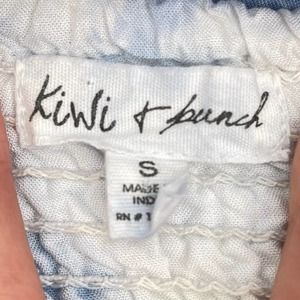 Kiwi + bunch
S
MADE
IND
RN # 1